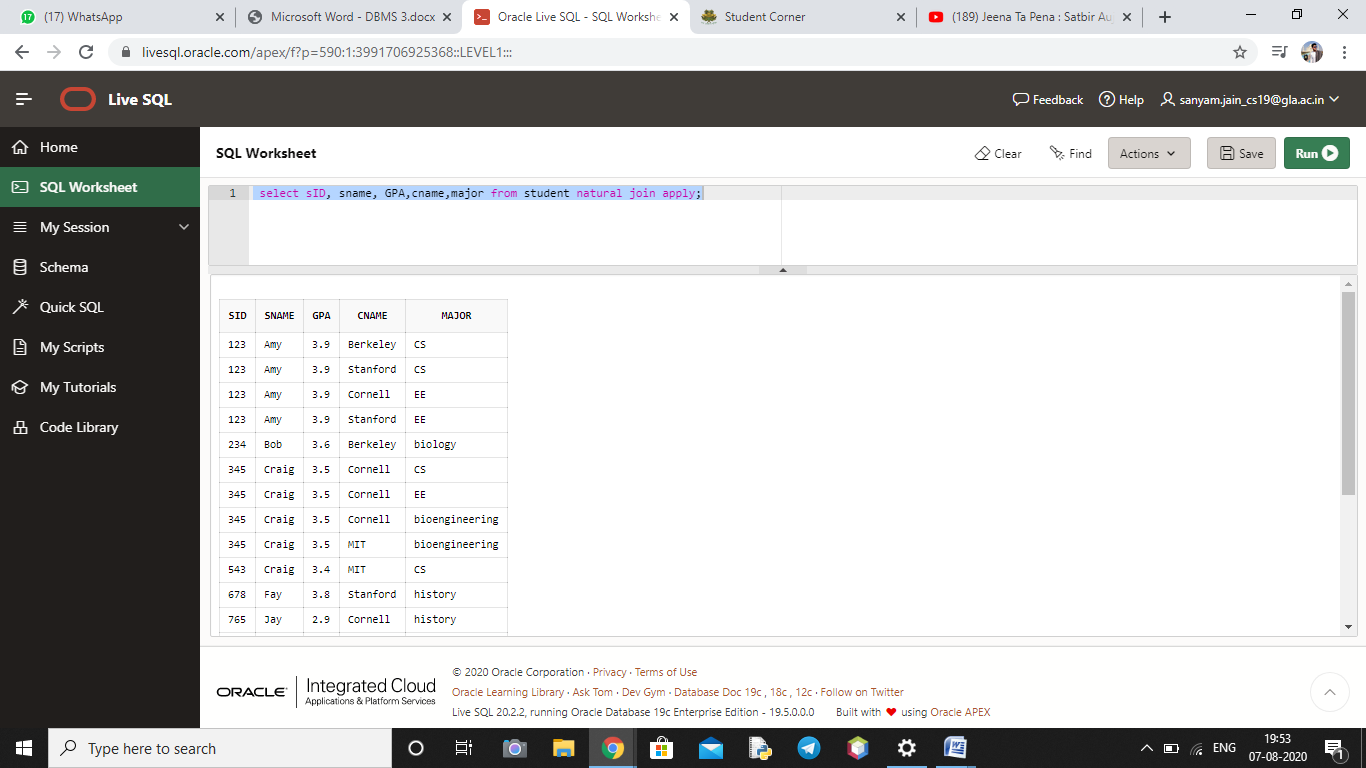 (17) WhatsApp
Microsoft Word - DBMS 3.docx
Oracle Live SQL - SQL Workshe
Student Corner
(189) Jeena Ta Pena : Satbir Au
livesql.oracle.com/apex/f?p=590:1:3991706925368::LEVEL1:::
Live SQL
Feedback
Help
sanyam.jain_cs19@gla.ac.in
Home
SQL Worksheet
My Session
Schema
Quick SQL
My Scripts
My Tutorials
Code Library
SQL Worksheet
Clear
Find
Actions
Save
Run
1 select sID, sname, GPA,cname,major from student natural join apply;
SID SNAME GPA CNAME MAJOR
123 Amy 3.9 Berkeley CS
123 Amy 3.9 Stanford CS
123 Amy 3.9 Cornell EE
123 Amy 3.9 Stanford EE
234 Bob 3.6 Berkeley biology
345 Craig 3.5 Cornell CS
345 Craig 3.5 Cornell EE
345 Craig 3.5 Cornell bioengineering
345 Craig 3.5 MIT bioengineering
543 Craig 3.4 MIT CS
678 Fay 3.8 Stanford history
765 Jay 2.9 Cornell history
ORACLE
Integrated Cloud
Applications & Platform Services
© 2020 Oracle Corporation · Privacy · Terms of Use
Oracle Learning Library · Ask Tom · Dev Gym · Database Doc 19c , 18c , 12c · Follow on Twitter
Live SQL 20.2.2, running Oracle Database 19c Enterprise Edition - 19.5.0.0.0 Built with ❤ using Oracle APEX
Type here to search
ENG
19:53
07-08-2020
1